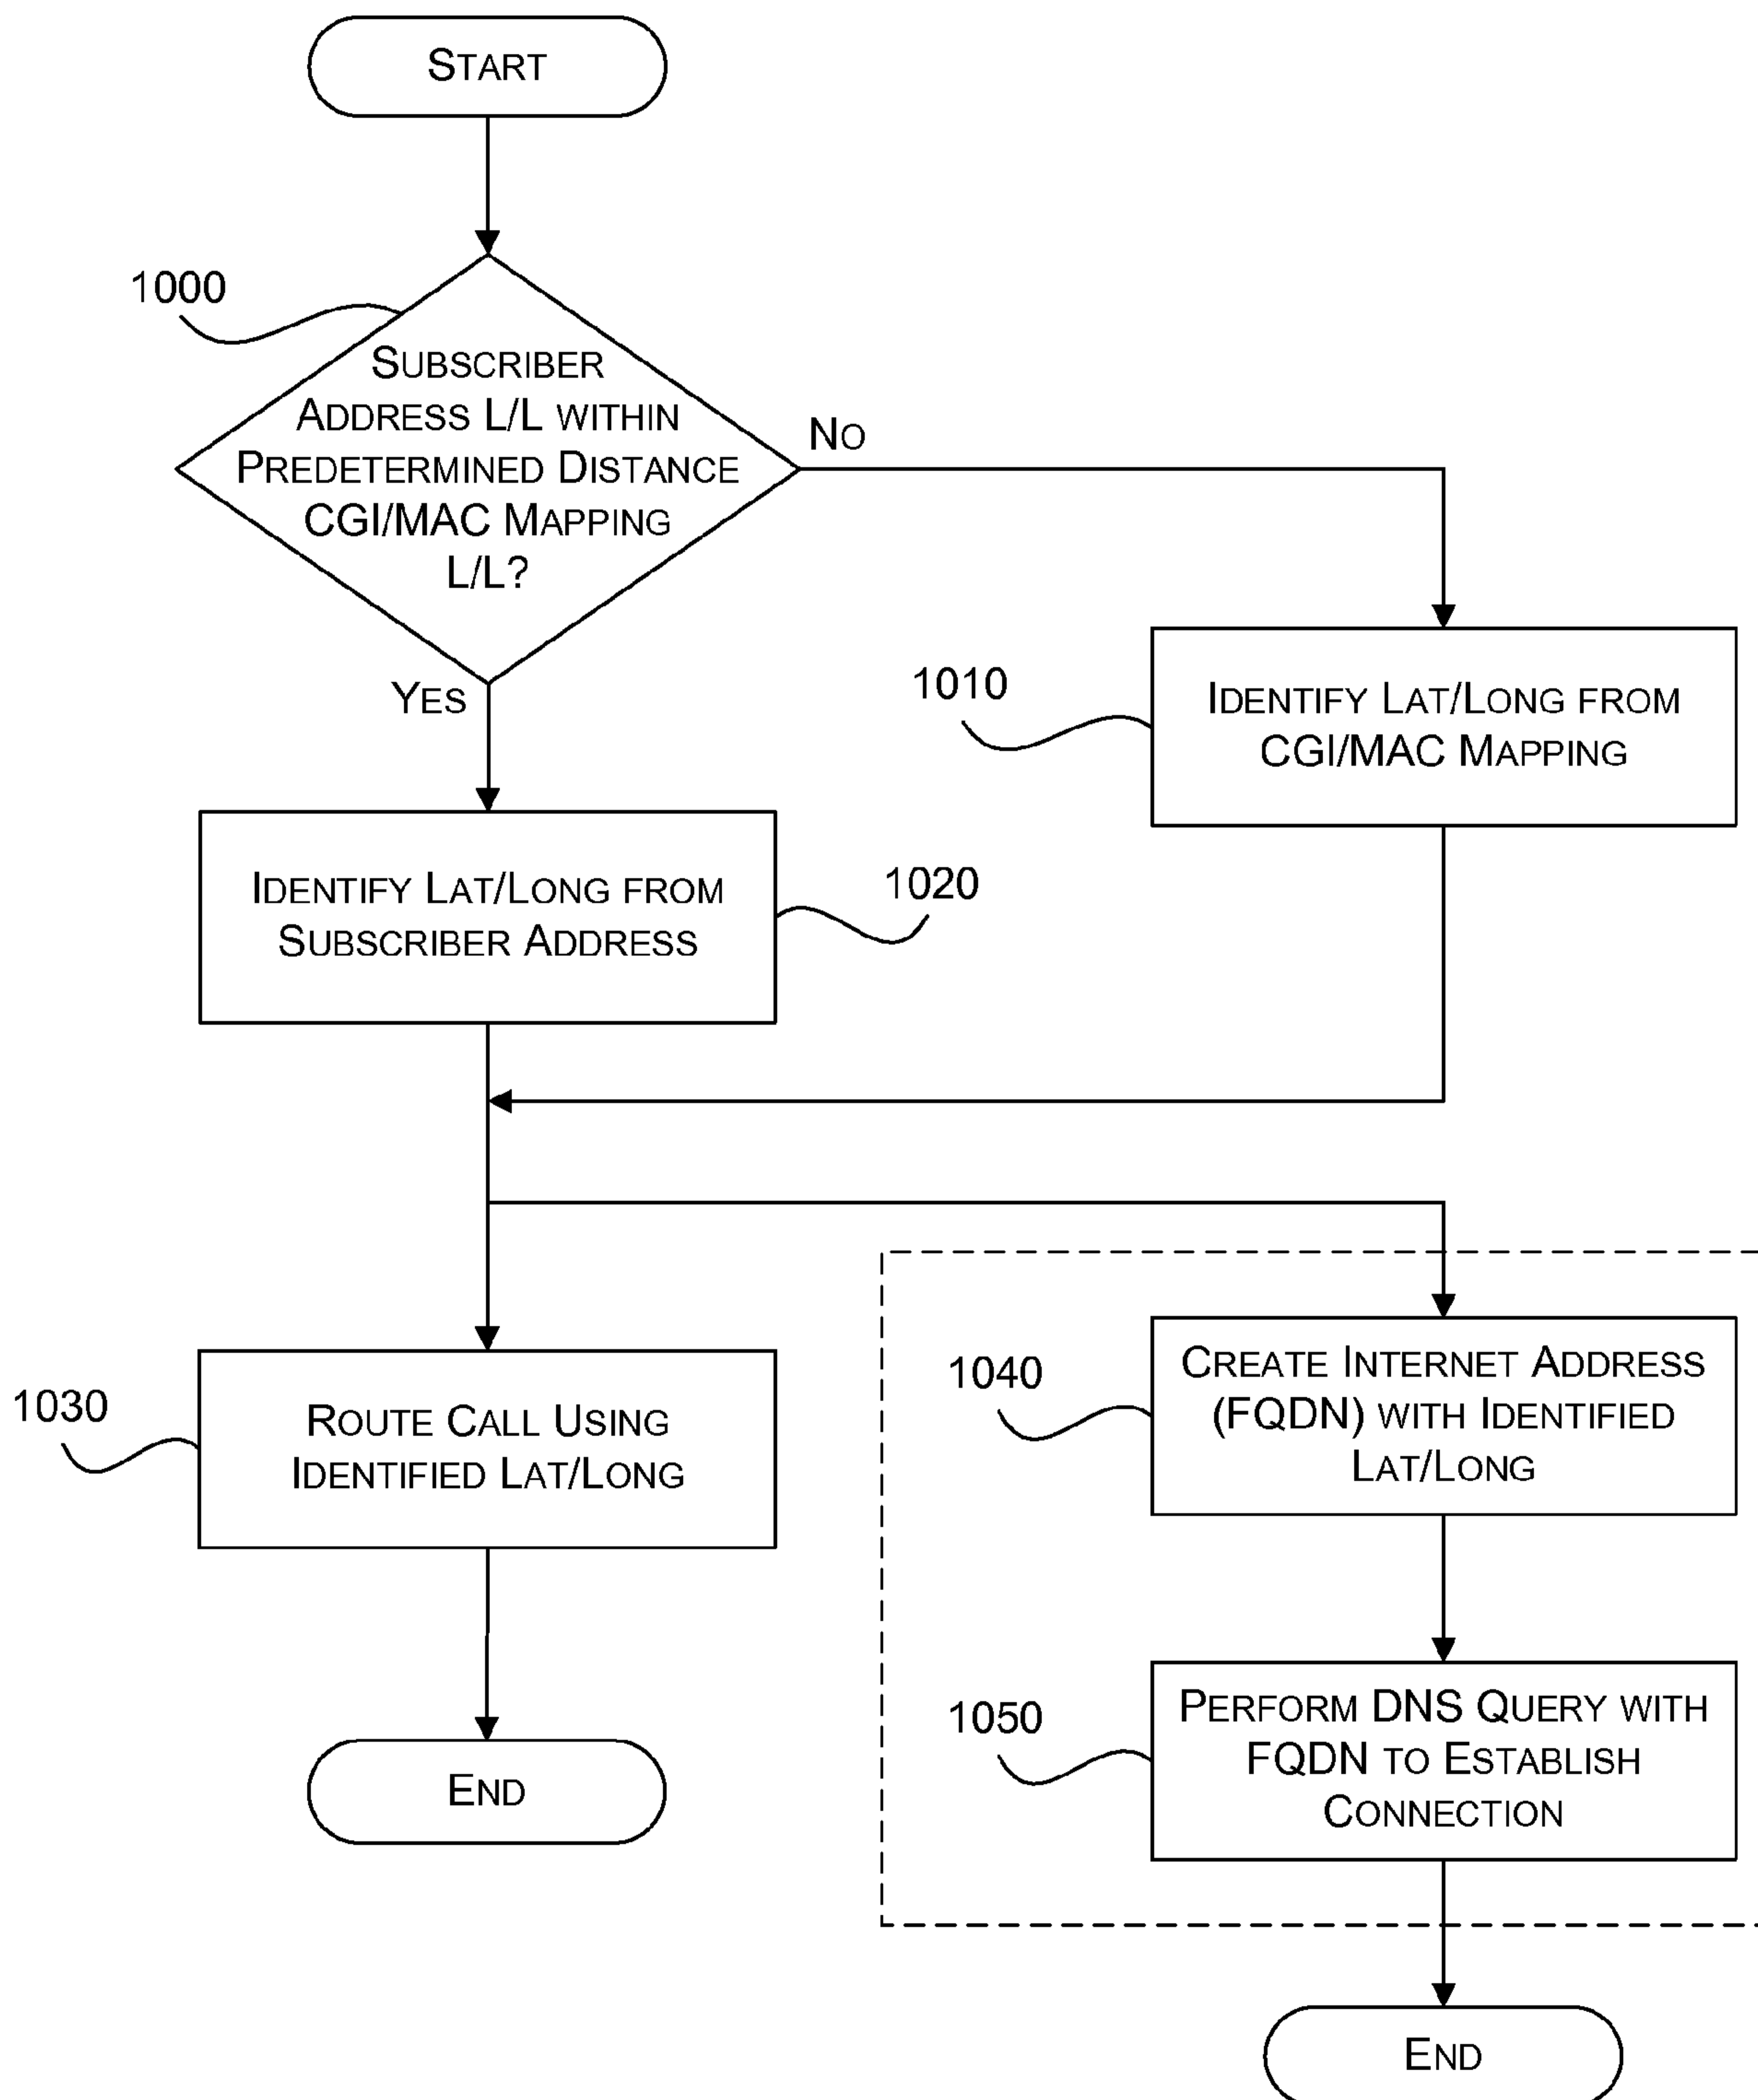 START
1000
SUBSCRIBER
ADDRESS L/L WITHIN
PREDETERMINED DISTANCE
CGI/MAC MAPPING
L/L?
NO
YES
1010
IDENTIFY LAT/LONG FROM
CGI/MAC MAPPING
IDENTIFY LAT/LONG FROM
SUBSCRIBER ADDRESS
1020
1030
ROUTE CALL USING
IDENTIFIED LAT/LONG
END
1040
CREATE INTERNET ADDRESS
(FQDN) WITH IDENTIFIED
LAT/LONG
1050
PERFORM DNS QUERY WITH
FQDN TO ESTABLISH
CONNECTION
END